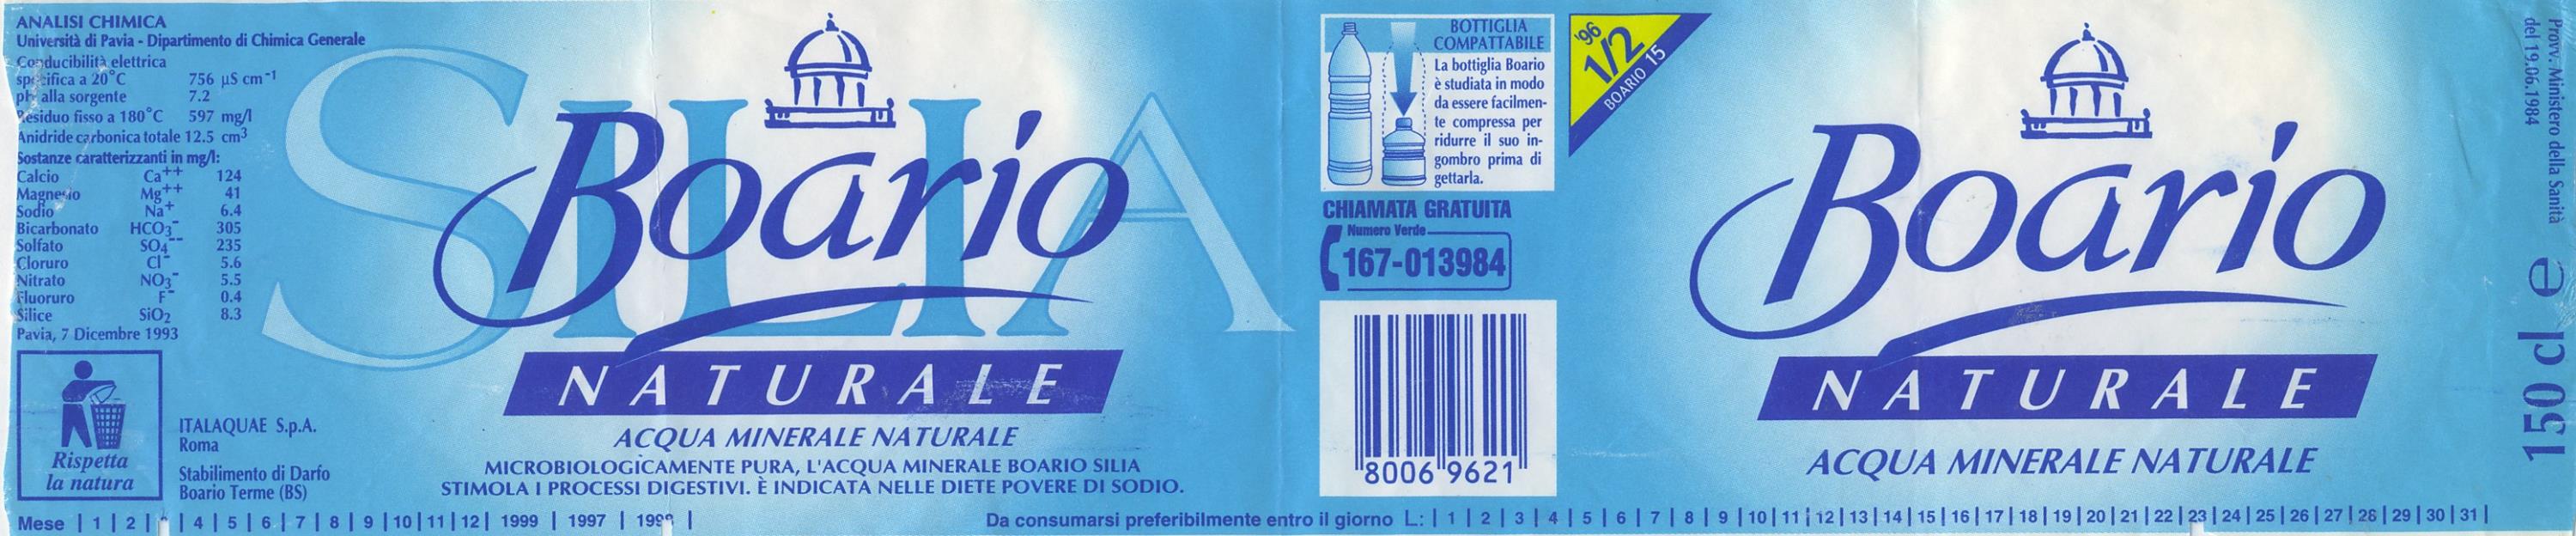 ANALISI CHIMICA
Università di Pavia - Dipartimento di Chimica Generale
Conducibilità elettrica
specifica a 20°C 756 µS cm⁻¹
pH alla sorgente 7.2
Residuo fisso a 180°C 597 mg/l
Anidride carbonica totale 12.5 cm³
Sostanze caratterizzanti in mg/l:
Calcio Ca⁺⁺ 124
Magnesio Mg⁺⁺ 41
Sodio Na⁺ 6.4
Bicarbonato HCO₃⁻ 305
Solfato SO₄⁻⁻ 235
Cloruro Cl⁻ 5.6
Nitrato NO₃⁻ 5.5
Fluoruro F⁻ 0.4
Silice SiO₂ 8.3
Pavia, 7 Dicembre 1993
Rispetta
la natura
ITALAQUAE S.p.A.
Roma
Stabilimento di Darfo
Boario Terme (BS)
SILIA
Boario
NATURALE
ACQUA MINERALE NATURALE
MICROBIOLOGICAMENTE PURA, L'ACQUA MINERALE BOARIO SILIA
STIMOLA I PROCESSI DIGESTIVI. È INDICATA NELLE DIETE POVERE DI SODIO.
BOTTIGLIA
COMPATTABILE
La bottiglia Boario
è studiata in modo
da essere facilmen-
te compressa per
ridurre il suo in-
gombro prima di
gettarla.
CHIAMATA GRATUITA
Numero Verde
167-013984
8006 9621
'96
1/2
BOARIO 15
Boario
NATURALE
ACQUA MINERALE NATURALE
Provv. Ministero della Sanità
del 19.06.1984
150 cl e
Mese | 1 | 2 | | 4 | 5 | 6 | 7 | 8 | 9 | 10 | 11 | 12 | 1999 | 1997 | 1998 |
Da consumarsi preferibilmente entro il giorno L: | 1 | 2 | 3 | 4 | 5 | 6 | 7 | 8 | 9 | 10 | 11 | 12 | 13 | 14 | 15 | 16 | 17 | 18 | 19 | 20 | 21 | 22 | 23 | 24 | 25 | 26 | 27 | 28 | 29 | 30 | 31 |